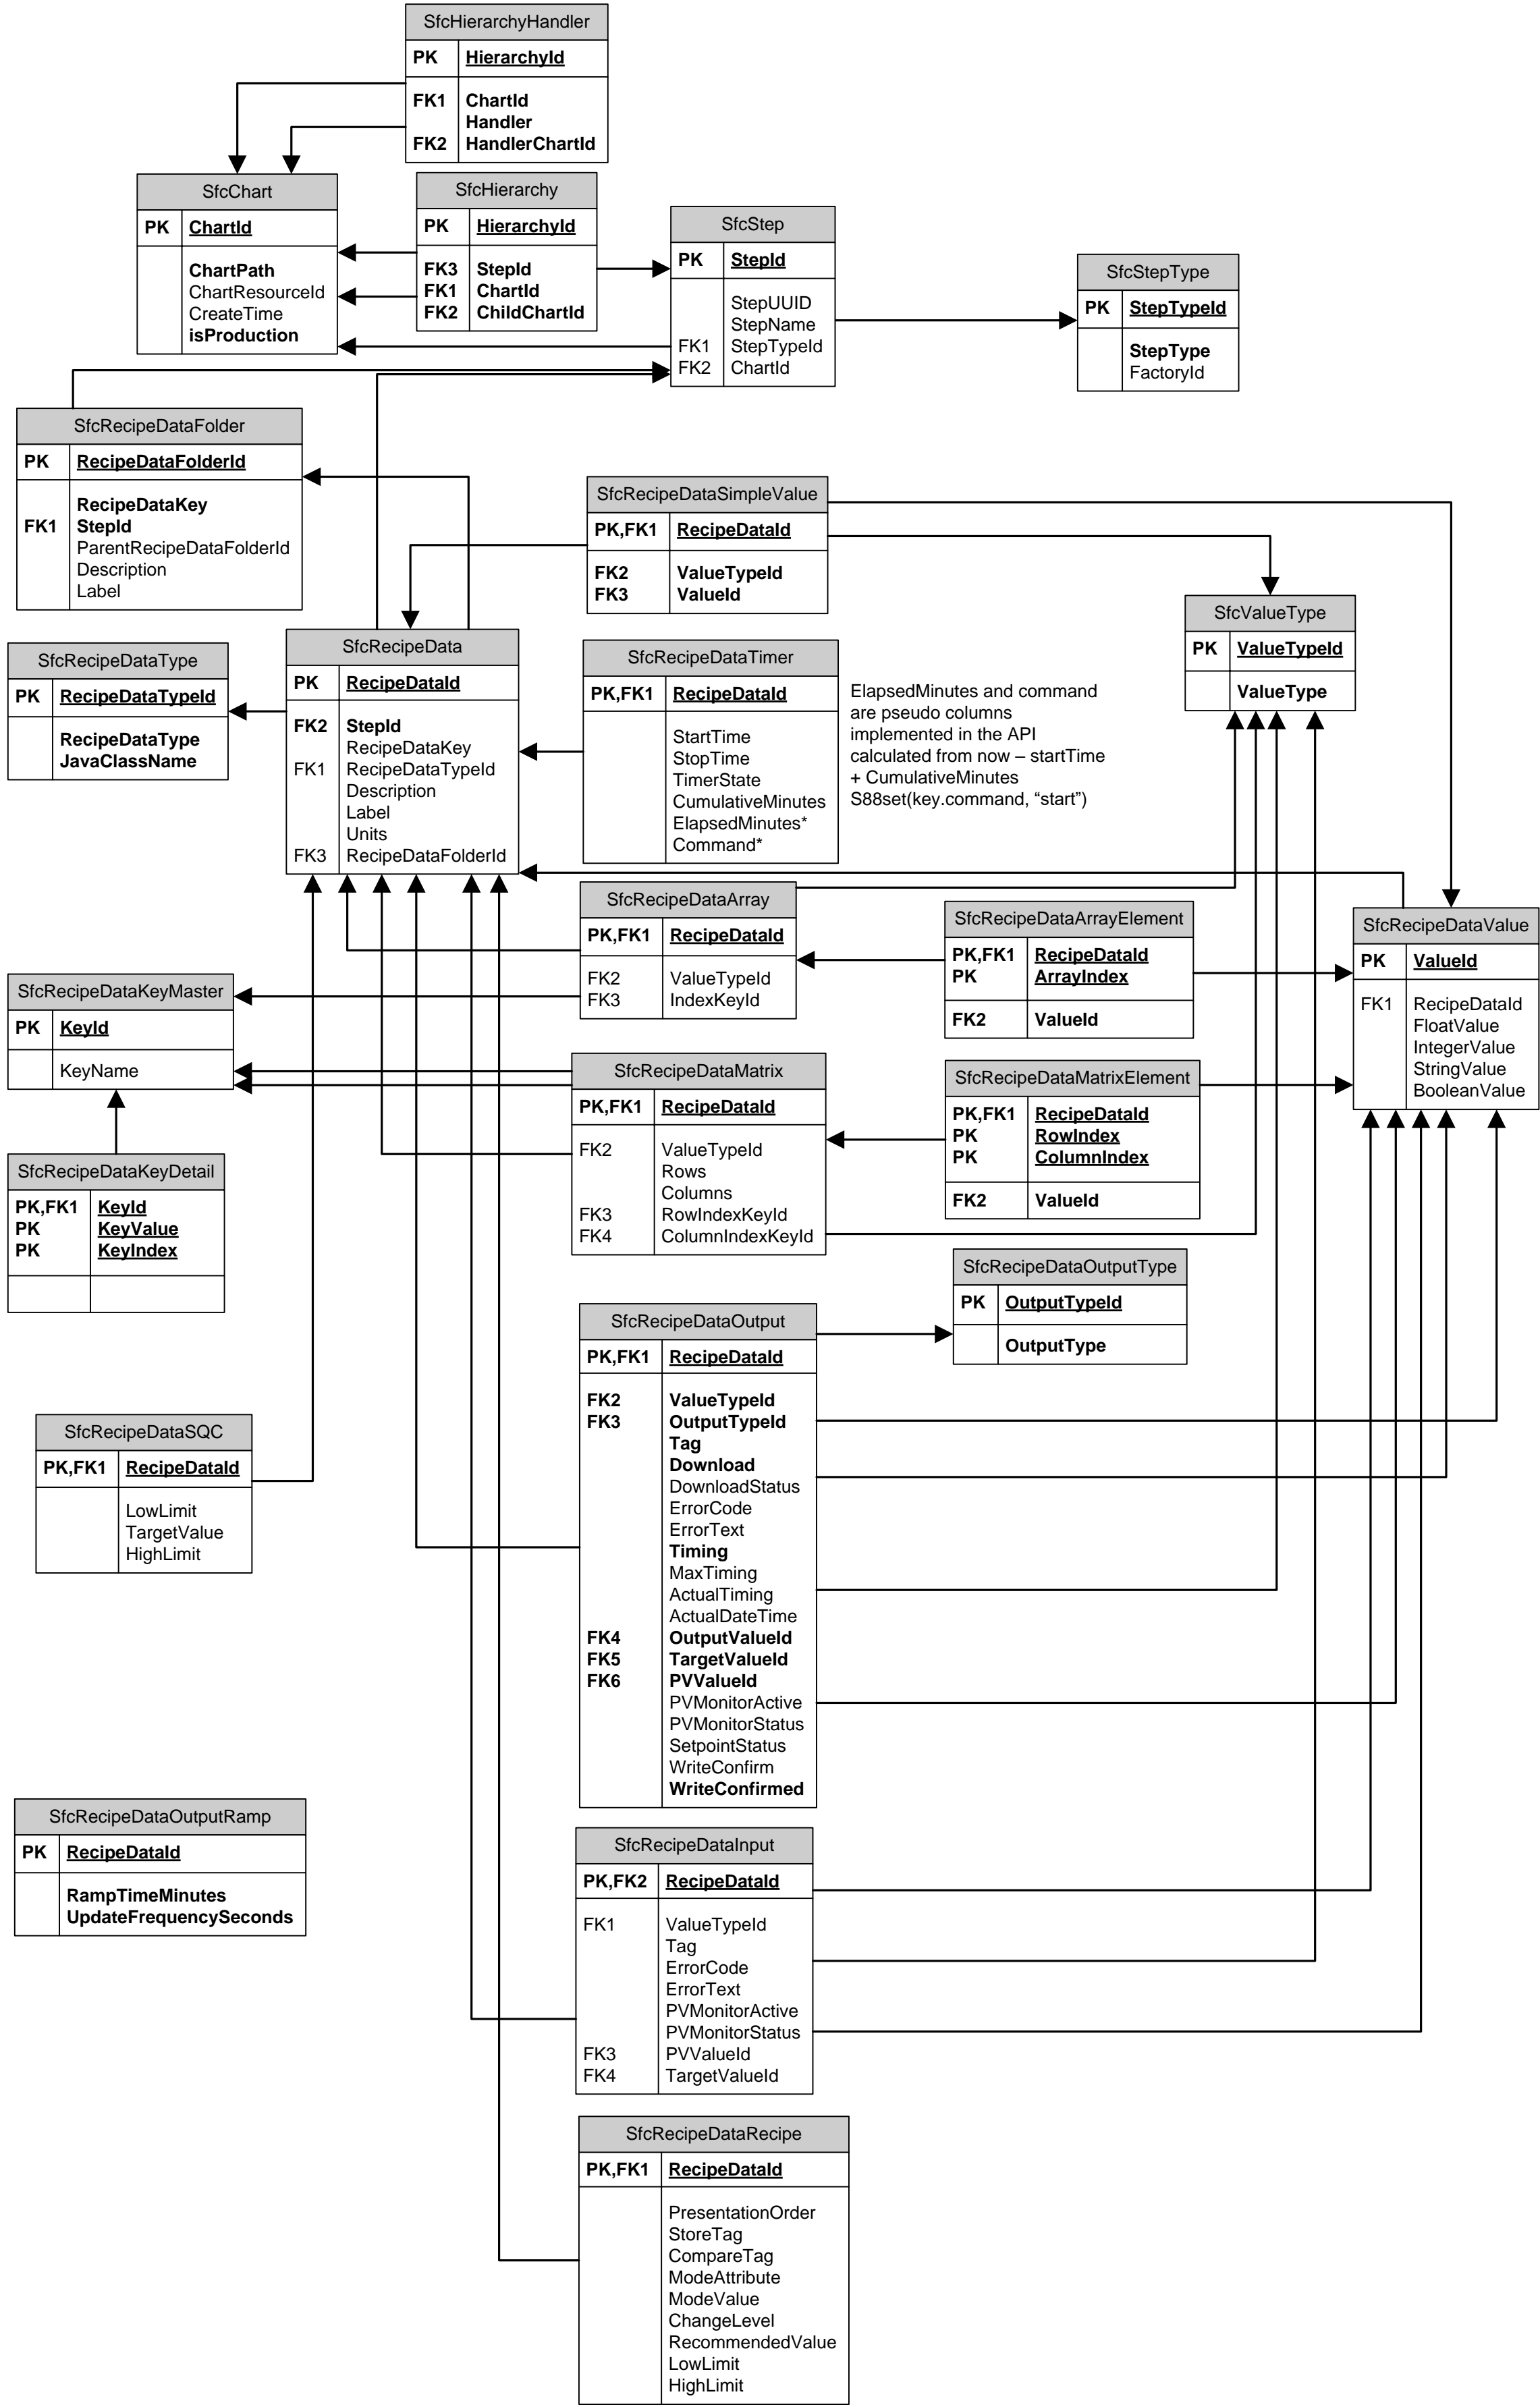 SfcHierarchyHandler
PK HierarchyId
FK1 ChartId
Handler
FK2 HandlerChartId
SfcChart
PK ChartId
ChartPath
ChartResourceId
CreateTime
isProduction
SfcHierarchy
PK HierarchyId
FK3 StepId
FK1 ChartId
FK2 ChildChartId
SfcStep
PK StepId
StepUUID
StepName
FK1 StepTypeId
FK2 ChartId
SfcStepType
PK StepTypeId
StepType
FactoryId
SfcRecipeDataFolder
PK RecipeDataFolderId
RecipeDataKey
FK1 StepId
ParentRecipeDataFolderId
Description
Label
SfcRecipeDataSimpleValue
PK,FK1 RecipeDataId
FK2 ValueTypeId
FK3 ValueId
SfcValueType
PK ValueTypeId
ValueType
SfcRecipeDataType
PK RecipeDataTypeId
RecipeDataType
JavaClassName
SfcRecipeData
PK RecipeDataId
FK2 StepId
RecipeDataKey
FK1 RecipeDataTypeId
Description
Label
Units
FK3 RecipeDataFolderId
SfcRecipeDataTimer
PK,FK1 RecipeDataId
StartTime
StopTime
TimerState
CumulativeMinutes
ElapsedMinutes*
Command*
ElapsedMinutes and command
are pseudo columns
implemented in the API
calculated from now – startTime
+ CumulativeMinutes
S88set(key.command, “start”)
SfcRecipeDataArray
PK,FK1 RecipeDataId
FK2 ValueTypeId
FK3 IndexKeyId
SfcRecipeDataArrayElement
PK,FK1 RecipeDataId
PK ArrayIndex
FK2 ValueId
SfcRecipeDataValue
PK ValueId
FK1 RecipeDataId
FloatValue
IntegerValue
StringValue
BooleanValue
SfcRecipeDataKeyMaster
PK KeyId
KeyName
SfcRecipeDataMatrix
PK,FK1 RecipeDataId
FK2 ValueTypeId
Rows
Columns
FK3 RowIndexKeyId
FK4 ColumnIndexKeyId
SfcRecipeDataMatrixElement
PK,FK1 RecipeDataId
PK RowIndex
PK ColumnIndex
FK2 ValueId
SfcRecipeDataKeyDetail
PK,FK1 KeyId
PK KeyValue
PK KeyIndex
SfcRecipeDataOutputType
PK OutputTypeId
OutputType
SfcRecipeDataOutput
PK,FK1 RecipeDataId
FK2 ValueTypeId
FK3 OutputTypeId
Tag
Download
DownloadStatus
ErrorCode
ErrorText
Timing
MaxTiming
ActualTiming
ActualDateTime
FK4 OutputValueId
FK5 TargetValueId
FK6 PVValueId
PVMonitorActive
PVMonitorStatus
SetpointStatus
WriteConfirm
WriteConfirmed
SfcRecipeDataSQC
PK,FK1 RecipeDataId
LowLimit
TargetValue
HighLimit
SfcRecipeDataOutputRamp
PK RecipeDataId
RampTimeMinutes
UpdateFrequencySeconds
SfcRecipeDataInput
PK,FK2 RecipeDataId
FK1 ValueTypeId
Tag
ErrorCode
ErrorText
PVMonitorActive
PVMonitorStatus
FK3 PVValueId
FK4 TargetValueId
SfcRecipeDataRecipe
PK,FK1 RecipeDataId
PresentationOrder
StoreTag
CompareTag
ModeAttribute
ModeValue
ChangeLevel
RecommendedValue
LowLimit
HighLimit